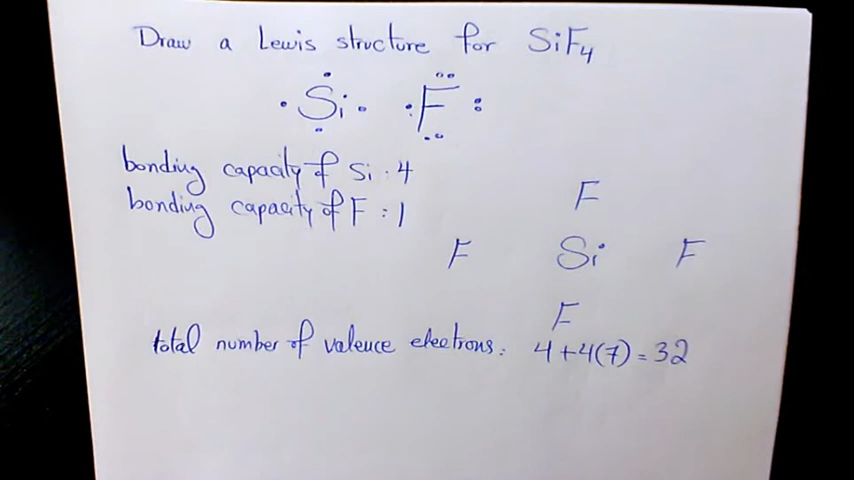 Draw a Lewis structure for SiF4
Si F
bonding capacity of Si : 4
bonding capacity of F : 1
F
F Si F
F
total number of valence electrons: 4+4(7)=32